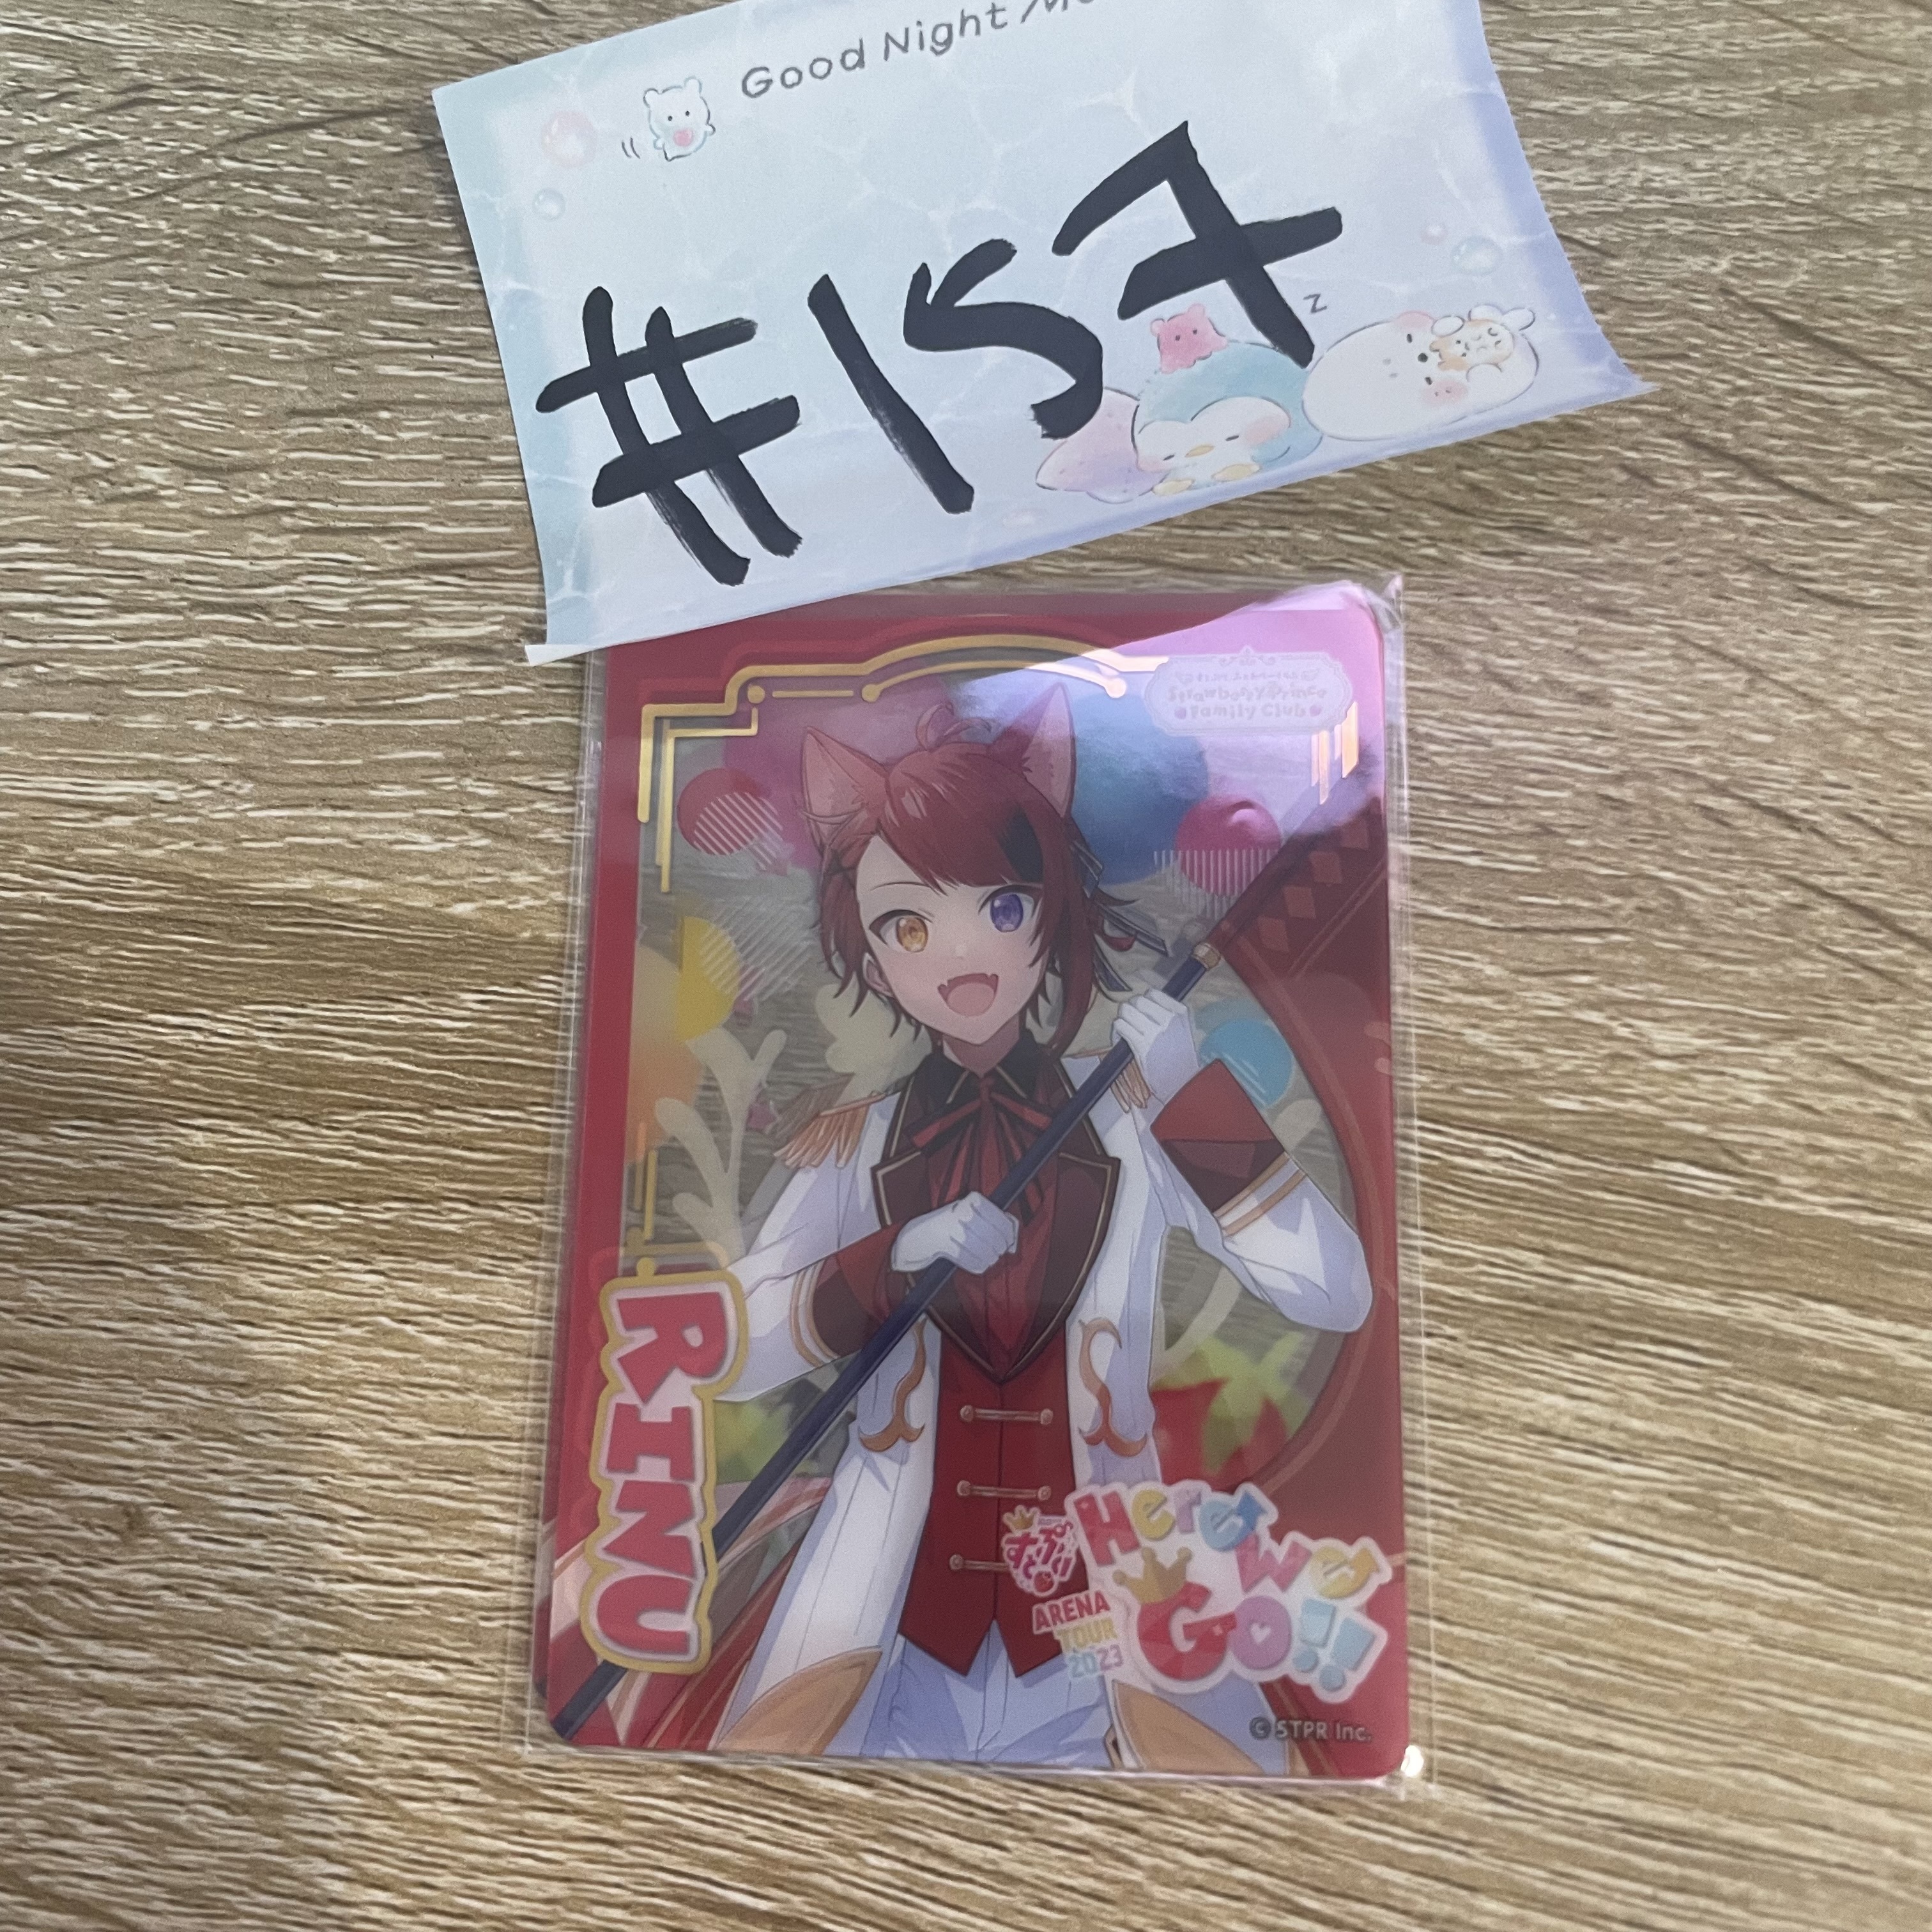 Good Night
#157
z
Strawberry Prince
Family Club
RINU
すとぷり
ARENA
TOUR
2023
Here
We
Go!!
© STPR Inc.